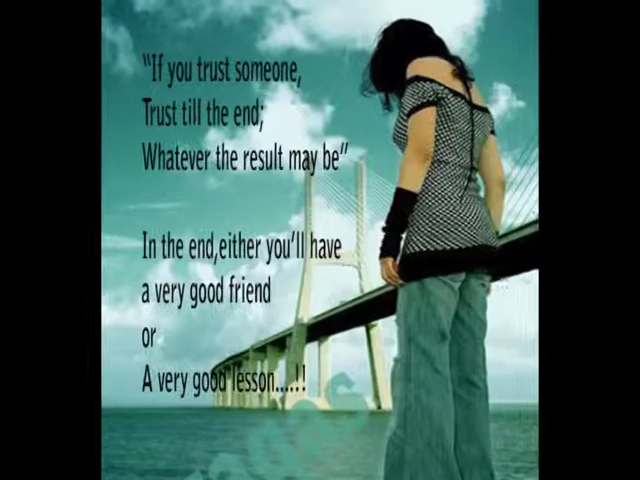 “If you trust someone,
Trust till the end;
Whatever the result may be”
In the end,either you’ll have
a very good friend
or
A very good lesson....!!